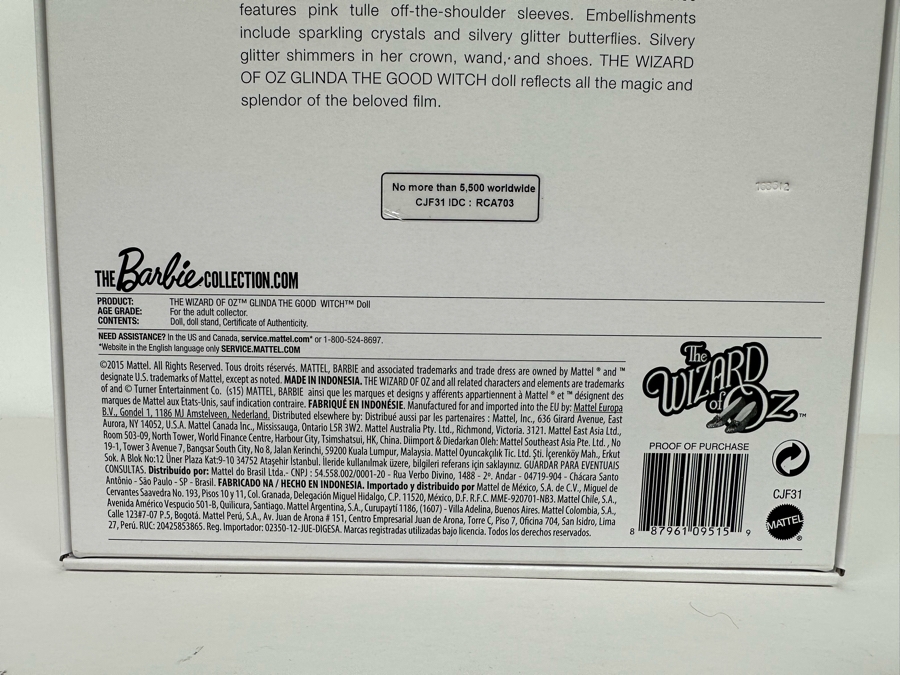 features pink tulle off-the-shoulder sleeves. Embellishments
include sparkling crystals and silvery glitter butterflies. Silvery
glitter shimmers in her crown, wand, and shoes. THE WIZARD
OF OZ GLINDA THE GOOD WITCH doll reflects all the magic and
splendor of the beloved film.
No more than 5,500 worldwide
CJF31 IDC : RCA703
THE Barbie COLLECTION.COM
PRODUCT: THE WIZARD OF OZ™ GLINDA THE GOOD WITCH™ Doll
AGE GRADE: For the adult collector.
CONTENTS: Doll, doll stand, Certificate of Authenticity.
NEED ASSISTANCE? In the US and Canada, service.mattel.com* or 1-800-524-8697.
*Website in the English language only SERVICE.MATTEL.COM
©2015 Mattel. All Rights Reserved. Tous droits réservés. MATTEL, BARBIE and associated trademarks and trade dress are owned by Mattel ® and ™
designate U.S. trademarks of Mattel, except as noted. MADE IN INDONESIA. THE WIZARD OF OZ and all related characters and elements are trademarks
of and © Turner Entertainment Co. (s15) MATTEL, BARBIE ainsi que les marques et designs y afférents appartiennent à Mattel ® et ™ désignent des
marques de Mattel aux États-Unis, sauf indication contraire. FABRIQUÉ EN INDONÉSIE. Manufactured for and imported into the EU by: Mattel Europa
B.V., Gondel 1, 1186 MJ Amstelveen, Nederland. Distributed elsewhere by: Distribué aussi par les partenaires : Mattel, Inc., 636 Girard Avenue, East
Aurora, NY 14052, U.S.A. Mattel Canada Inc., Mississauga, Ontario L5R 3W2. Mattel Australia Pty. Ltd., Richmond, Victoria. 3121. Mattel East Asia Ltd.,
Room 503-09, North Tower, World Finance Centre, Harbour City, Tsimshatsui, HK, China. Diimport & Diedarkan Oleh: Mattel Southeast Asia Pte. Ltd. , No
19-1, Tower 3 Avenue 7, Bangsar South City, No 8, Jalan Kerinchi, 59200 Kuala Lumpur, Malaysia. Mattel Oyuncakçılık Tic. Ltd. Şti. İçerenköy Mah., Erkut
Sok. A Blok No:12 Üner Plaza Kat:9-10 34752 Ataşehir İstanbul. İleride kullanılmak üzere, bilgileri referans için saklayınız. GUARDAR PARA EVENTUAIS
CONSULTAS. Distribuido por: Mattel do Brasil Ltda.- CNPJ : 54.558.002/0001-20 - Rua Verbo Divino, 1488 - 2º. Andar - 04719-904 - Chácara Santo
Antônio - São Paulo - SP - Brasil. FABRICADO NA / HECHO EN INDONESIA. Importado y distribuido por Mattel de México, S.A. de C.V., Miguel de
Cervantes Saavedra No. 193, Pisos 10 y 11, Col. Granada, Delegación Miguel Hidalgo, C.P. 11520, México, D.F. R.F.C. MME-920701-NB3. Mattel Chile, S.A.,
Avenida Américo Vespucio 501-B, Quilicura, Santiago. Mattel Argentina, S.A., Curupaytí 1186, (1607) - Villa Adelina, Buenos Aires. Mattel Colombia, S.A.,
Calle 123#7-07 P.5, Bogotá. Mattel Perú, S.A., Av. Juan de Arona # 151, Centro Empresarial Juan de Arona, Torre C, Piso 7, Oficina 704, San Isidro, Lima
27, Perú. RUC: 20425853865. Reg. Importador: 02350-12-JUE-DIGESA. Marcas registradas utilizadas bajo licencia. Todos los derechos reservados.
The
WIZARD
of OZ™
PROOF OF PURCHASE
8 87961 09515 9
CJF31
MATTEL®